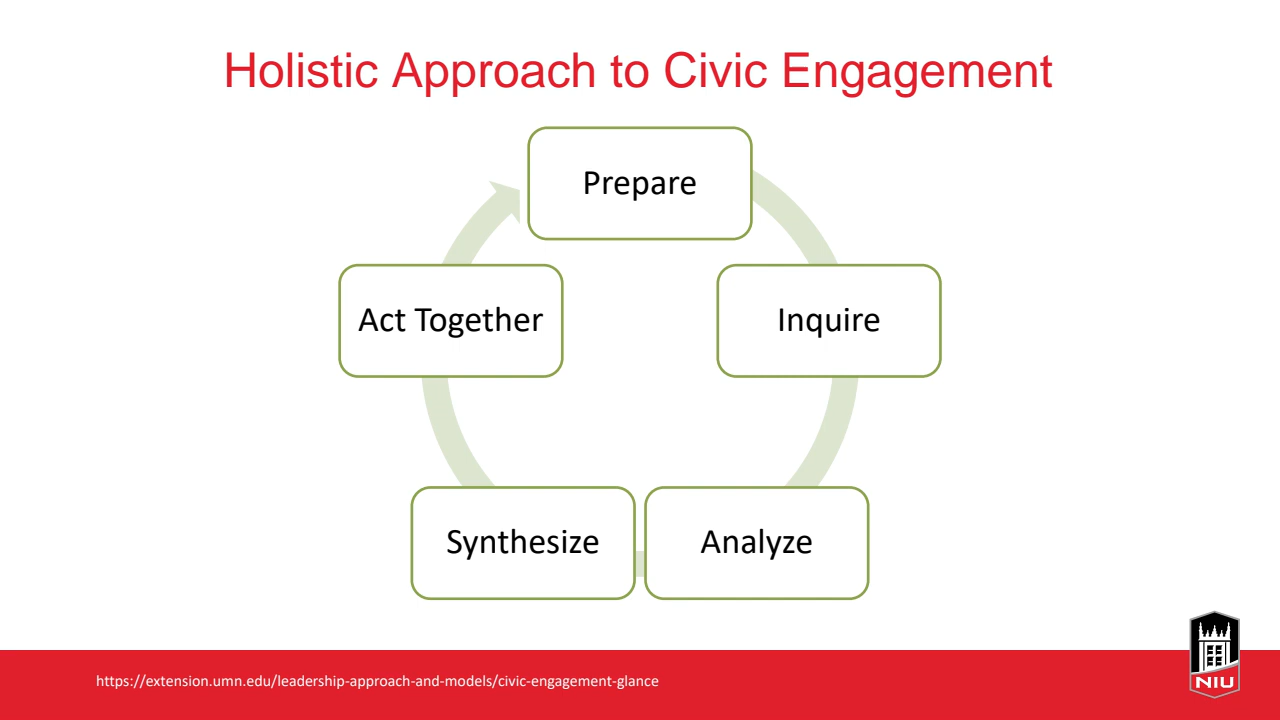 Holistic Approach to Civic Engagement
Prepare
Inquire
Analyze
Synthesize
Act Together
https://extension.umn.edu/leadership-approach-and-models/civic-engagement-glance
NIU